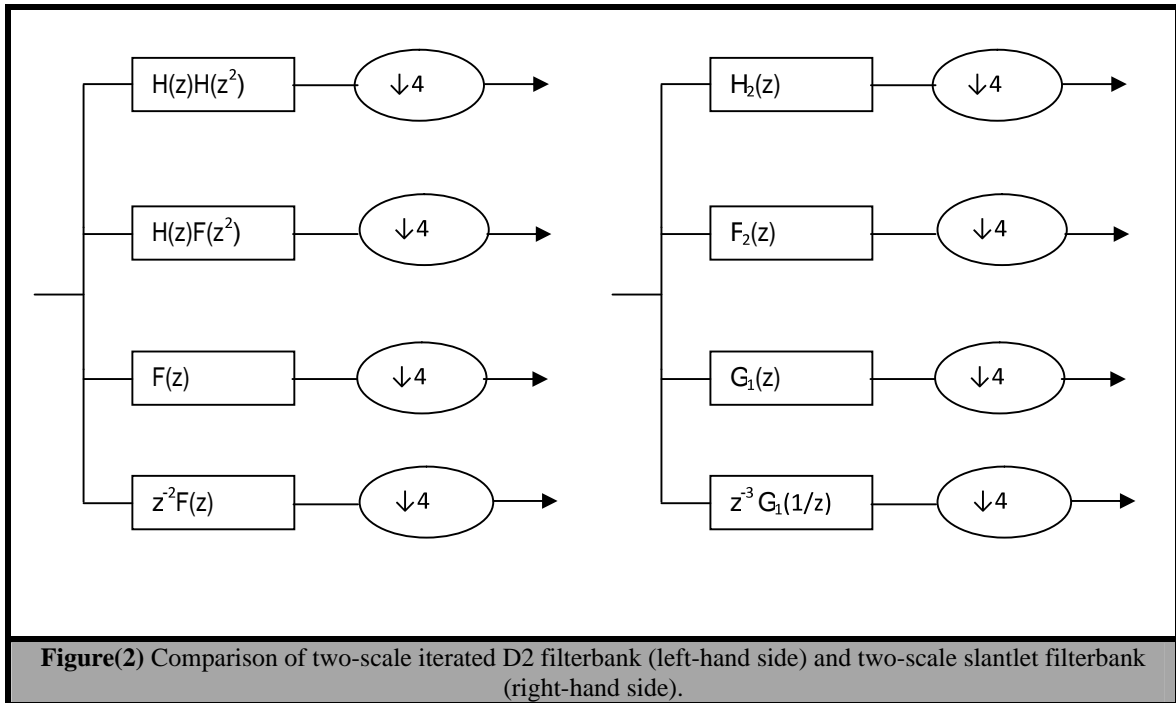 H(z)H(z²) ↓4
H(z)F(z²) ↓4
F(z) ↓4
z⁻²F(z) ↓4
H₂(z) ↓4
F₂(z) ↓4
G₁(z) ↓4
z⁻³ G₁(1/z) ↓4
Figure(2) Comparison of two-scale iterated D2 filterbank (left-hand side) and two-scale slantlet filterbank
(right-hand side).